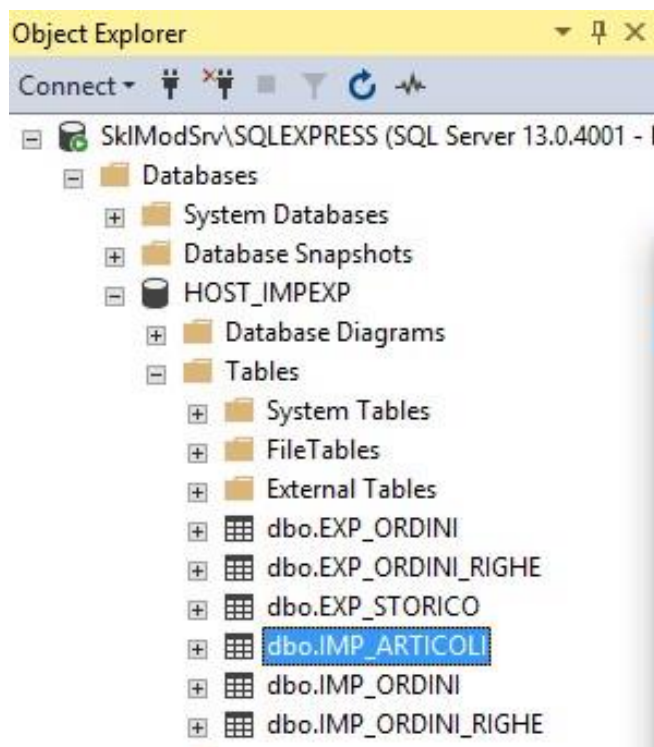 Object Explorer
Connect
SklModSrv\SQLEXPRESS (SQL Server 13.0.4001 -
Databases
System Databases
Database Snapshots
HOST_IMPEXP
Database Diagrams
Tables
System Tables
FileTables
External Tables
dbo.EXP_ORDINI
dbo.EXP_ORDINI_RIGHE
dbo.EXP_STORICO
dbo.IMP_ARTICOLI
dbo.IMP_ORDINI
dbo.IMP_ORDINI_RIGHE